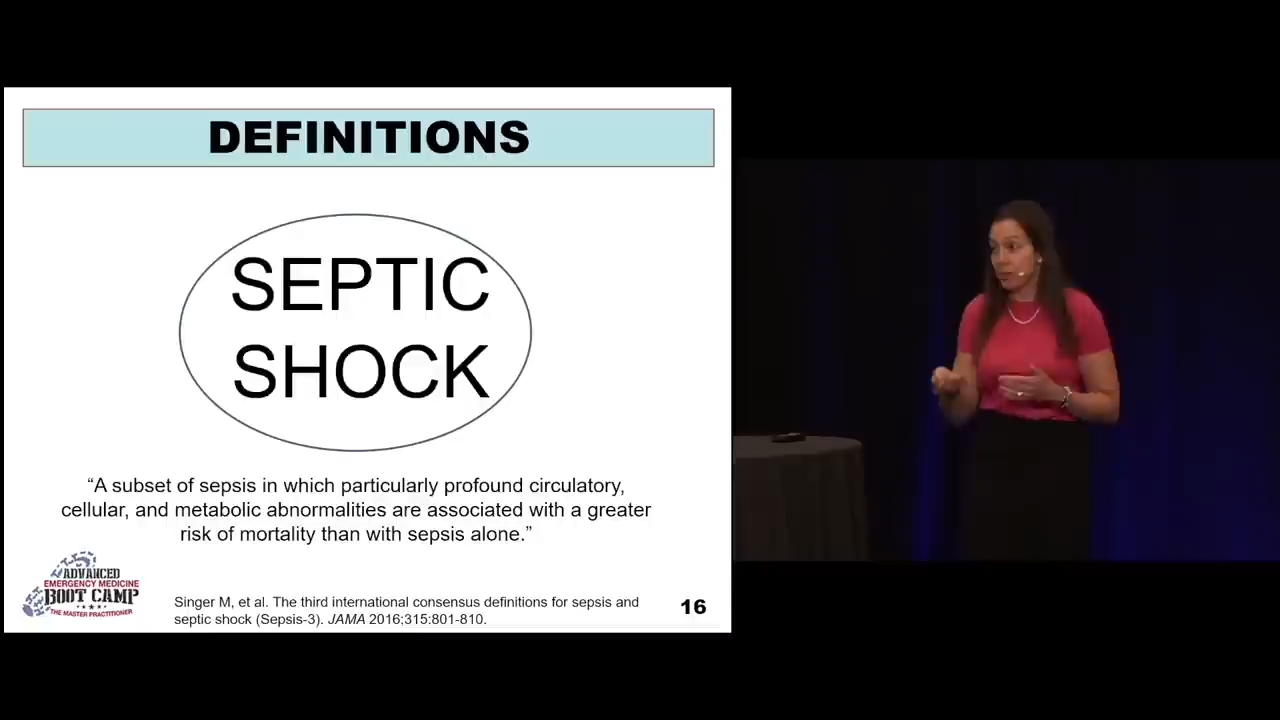 DEFINITIONS
SEPTIC
SHOCK
“A subset of sepsis in which particularly profound circulatory,
cellular, and metabolic abnormalities are associated with a greater
risk of mortality than with sepsis alone.”
ADVANCED
EMERGENCY MEDICINE
BOOT CAMP
THE MASTER PRACTITIONER
Singer M, et al. The third international consensus definitions for sepsis and
septic shock (Sepsis-3). JAMA 2016;315:801-810.
16